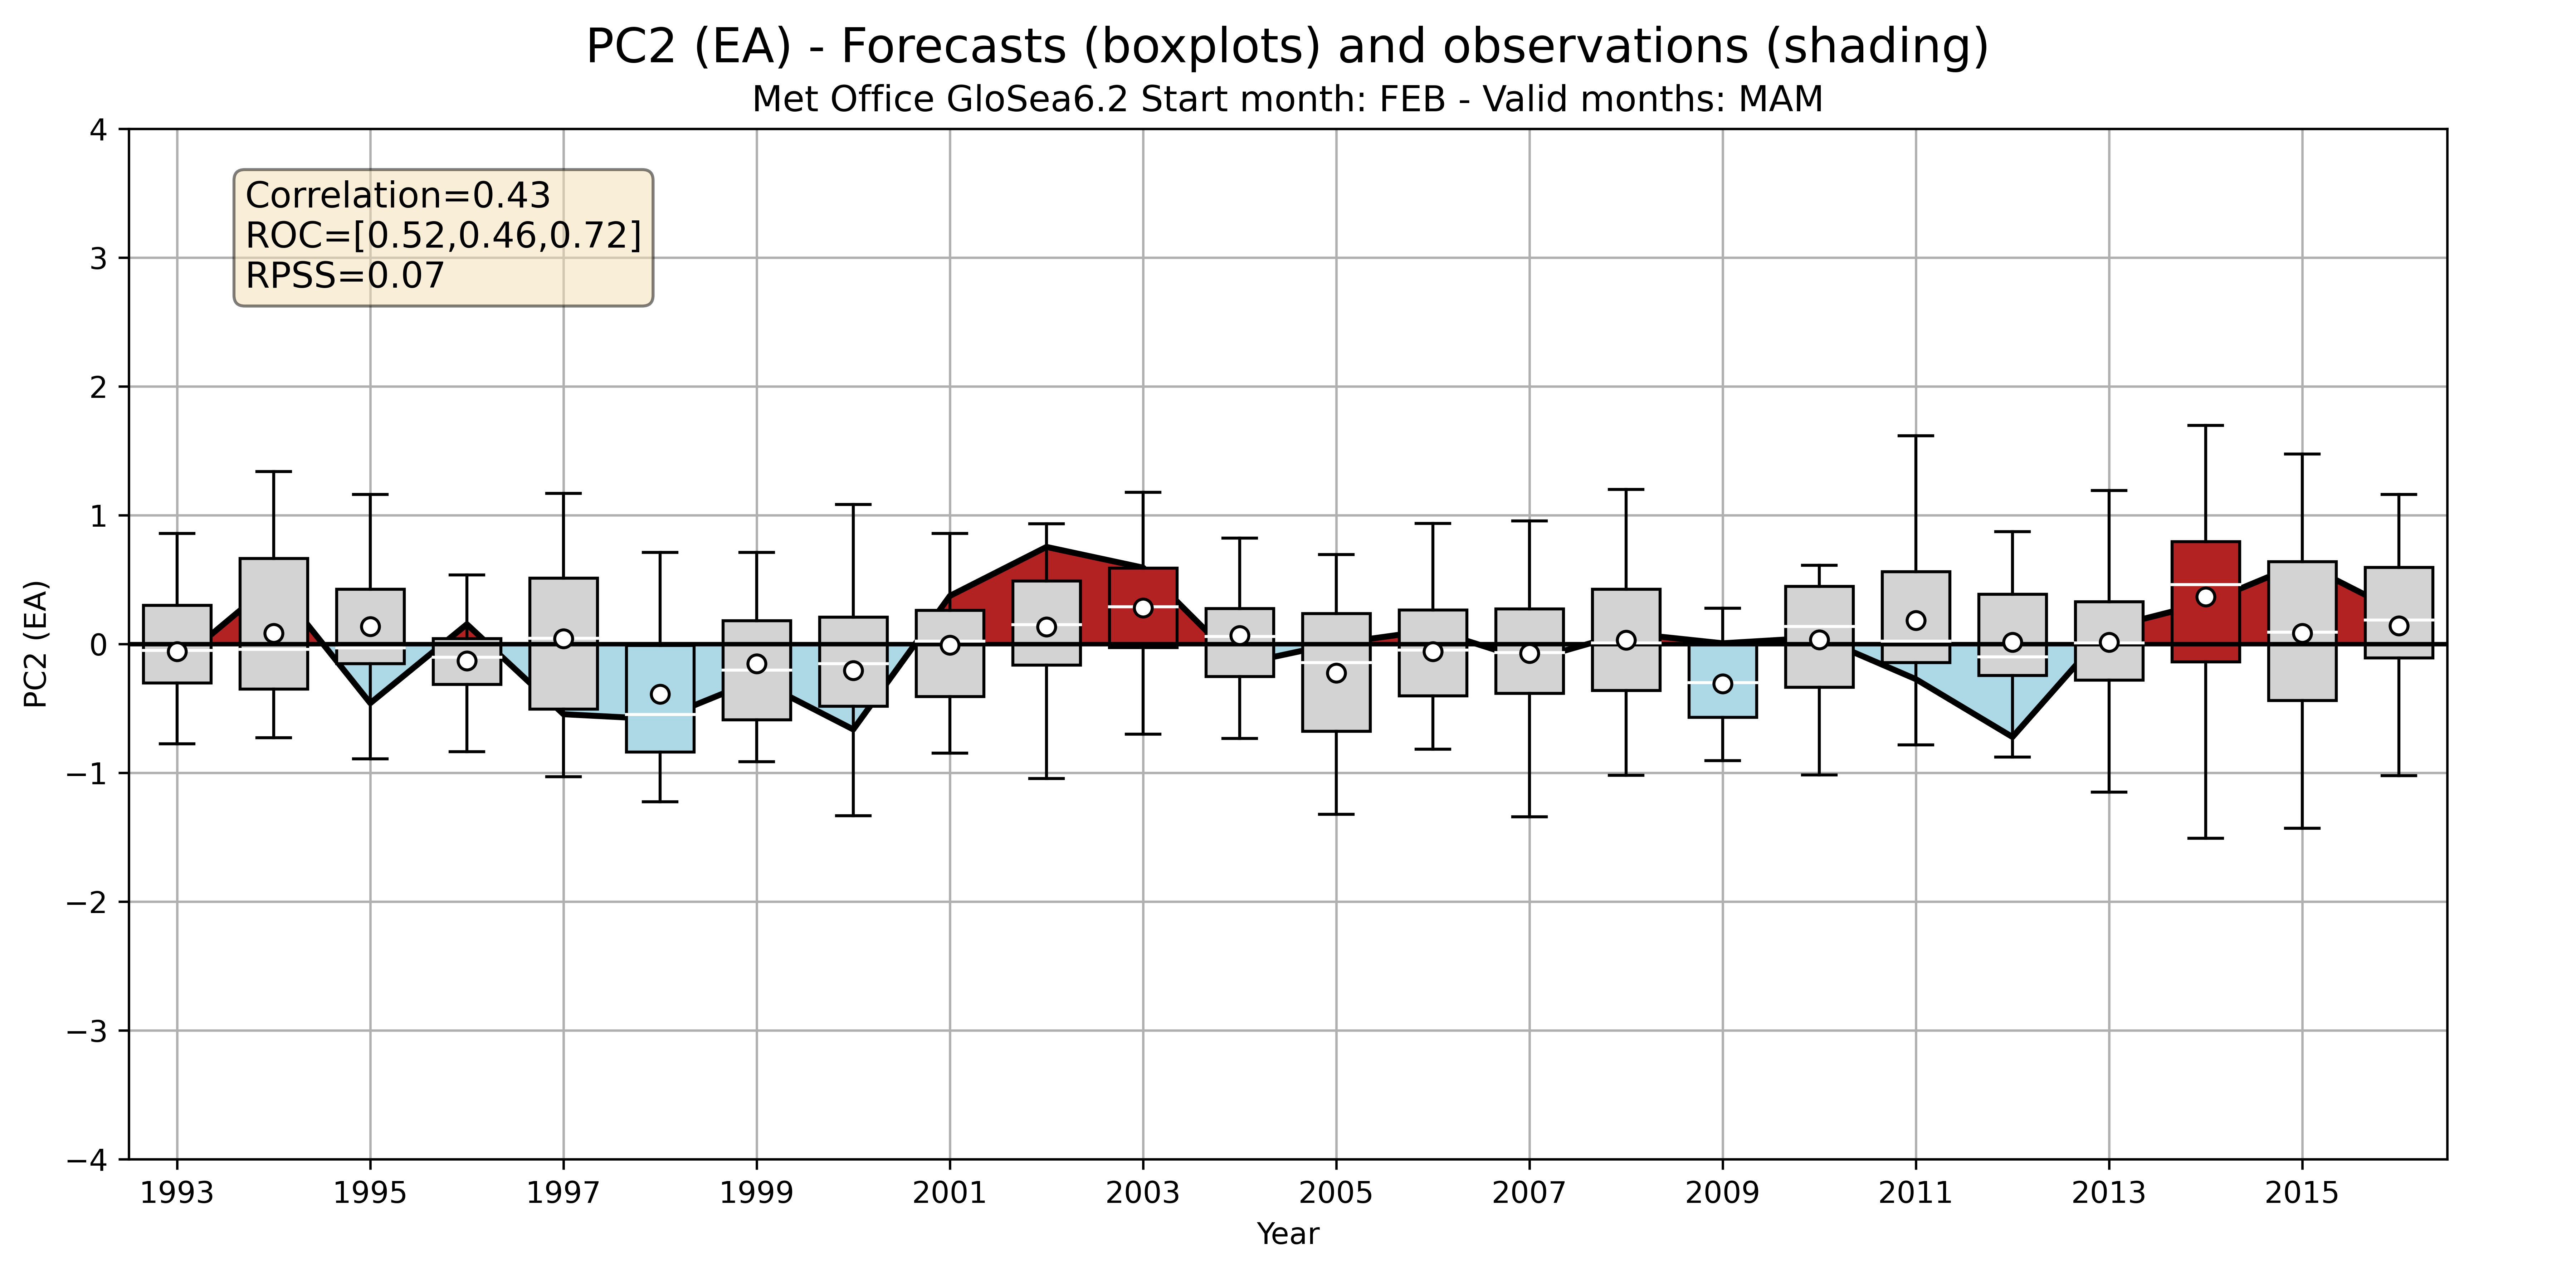 PC2 (EA) - Forecasts (boxplots) and observations (shading)
Met Office GloSea6.2 Start month: FEB - Valid months: MAM
Correlation=0.43
ROC=[0.52,0.46,0.72]
RPSS=0.07
PC2 (EA)
4
3
2
1
0
−1
−2
−3
−4
1993 1995 1997 1999 2001 2003 2005 2007 2009 2011 2013 2015
Year